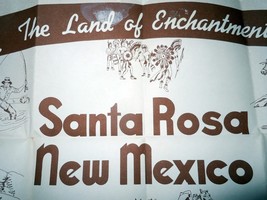 The Land of Enchantment
Santa Rosa
New Mexico